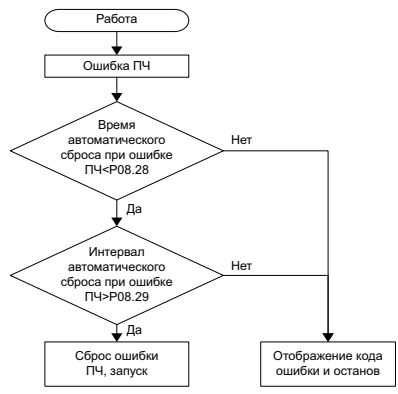 Работа
Ошибка ПЧ
Время
автоматического
сброса при ошибке
ПЧ<P08.28
Нет
Да
Интервал
автоматического
сброса при ошибке
ПЧ>P08.29
Нет
Да
Сброс ошибки
ПЧ, запуск
Отображение кода
ошибки и останов